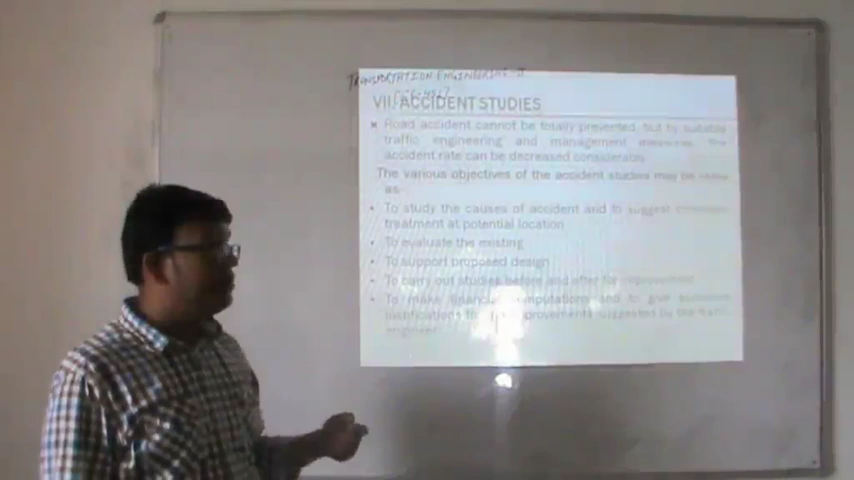 TRANSPORTATION ENGINEERING-II
VII. ACCIDENT STUDIES
Road accident cannot be totally prevented, but by suitable
traffic engineering and management measures, the
accident rate can be decreased considerably
The various objectives of the accident studies may be
as
• To study the causes of accident and to suggest
treatment at potential location
• To evaluate the existing
• To support proposed design
• To carry out studies before and after for improvement
• To make financial computations and to give economic
justifications improvements suggested by the traffic
engineer